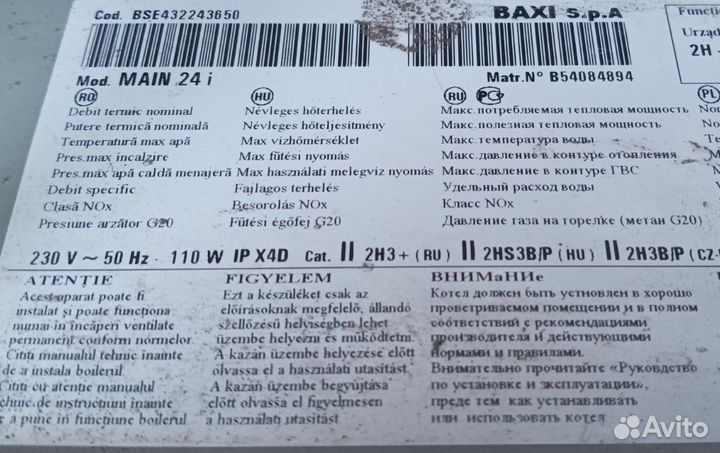 Cod. BSE432243650
BAXI S.p.A
Funcți
Urząd
2H -
Mod. MAIN 24 i
Matr.N° B54084894
RO
HU
RU
PL
Debit termic nominal
Putere termică nominală
Temperatură max apă
Pres.max încalzire
Pres.max apă caldă menajeră
Debit specific
Clasă NOx
Presiune arzător G20
Névleges hőterhelés
Névleges hőteljesítmény
Max vizhőmérséklet
Max fűtési nyomás
Max használati melegviz nyomás
Fajlagos terhelés
Besorolás NOx
Fűtési égőfej G20
Макс.потребляемая тепловая мощность
Макс.полезная тепловая мощность
Макс.температура воды
Макс.давление в контуре отопления
Макс.давление в контуре ГВС
Удельный расход воды
Класс NOx
Давление газа на горелке (метан G20)
230 V ~ 50 Hz - 110 W IP X4D Cat. II 2H3+ (RU) II 2HS3B/P (HU) II 2H3B/P (CZ-
ATENȚIE
Acest aparat poate fi
instalat și poate funcționa
numai în încăperi ventilate
permanent conform normelor
Citiți manualul tehnic înainte
de a instala boilerul
Citiți cu atenție manualul
tehnic de instrucțiuni înainte
de a pune în funcțiune boilerul
FIGYELEM
Ezt a készüléket csak az
előírásoknak megfelelő, állandó
szellőzésű helyiségben lehet
üzembe helyezni és működtetni.
A kazán üzembe helyezése előtt
olvassa el a használati utasítást.
A kazán üzembe begyújtása
előtt olvassa el figyelmesen
a használati utasítást
ВНИМаНИе
Котел должен быть установлен в хорошо
проветриваемом помещении и в полном
соответствии с действующими
нормами и правилами.
Внимательно прочитайте «Руководство
по установке и эксплуатации»,
преде тем как устанавливать
или использовать котел
Avito